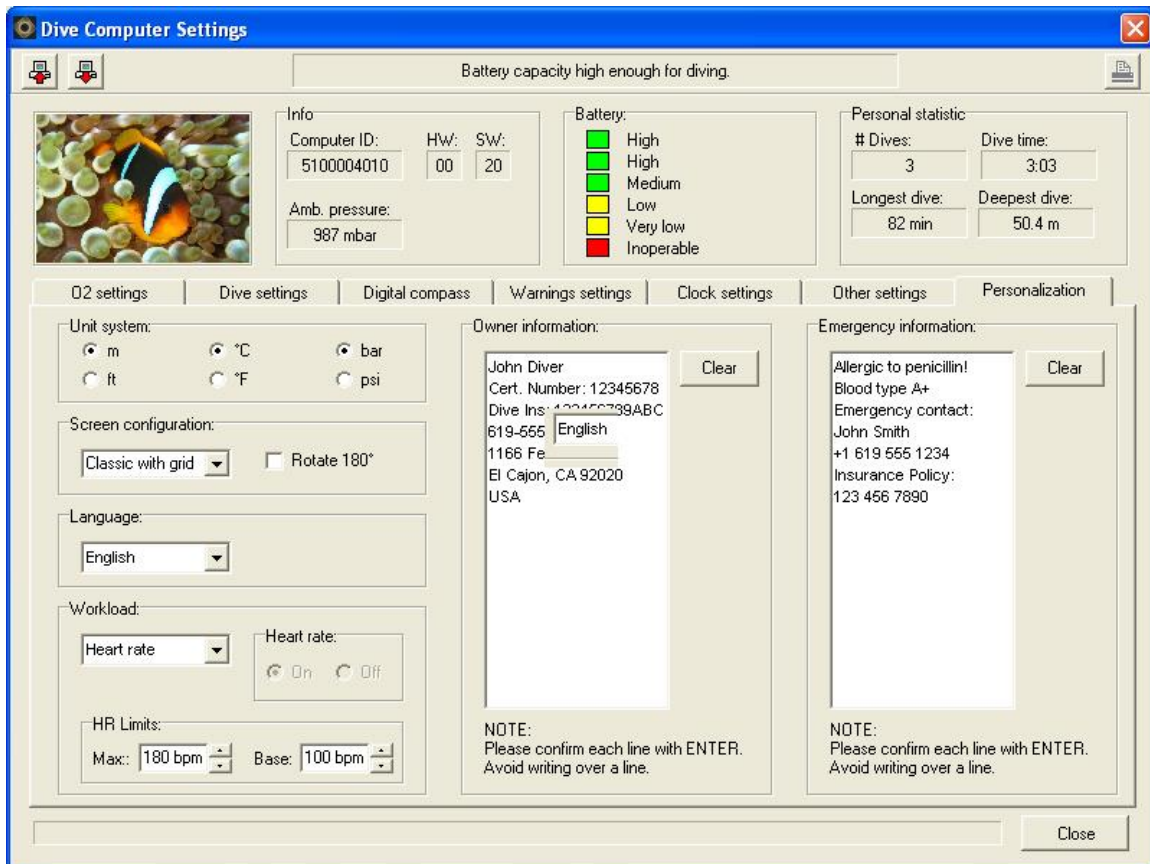 Dive Computer Settings
Battery capacity high enough for diving.
Info
Computer ID: HW: SW:
5100004010 00 20
Amb. pressure:
987 mbar
Battery:
High
High
Medium
Low
Very low
Inoperable
Personal statistic
# Dives: Dive time:
3 3:03
Longest dive: Deepest dive:
82 min 50.4 m
O2 settings Dive settings Digital compass Warnings settings Clock settings Other settings Personalization
Unit system:
m °C bar
ft °F psi
Screen configuration:
Classic with grid Rotate 180°
Language:
English
Workload:
Heart rate
Heart rate:
On Off
HR Limits:
Max:: 180 bpm Base: 100 bpm
Owner information:
John Diver Clear
Cert. Number: 12345678
Dive Ins: 123456789ABC
619-555
English
1166 Fe
El Cajon, CA 92020
USA
NOTE:
Please confirm each line with ENTER.
Avoid writing over a line.
Emergency information:
Allergic to penicillin! Clear
Blood type A+
Emergency contact:
John Smith
+1 619 555 1234
Insurance Policy:
123 456 7890
NOTE:
Please confirm each line with ENTER.
Avoid writing over a line.
Close